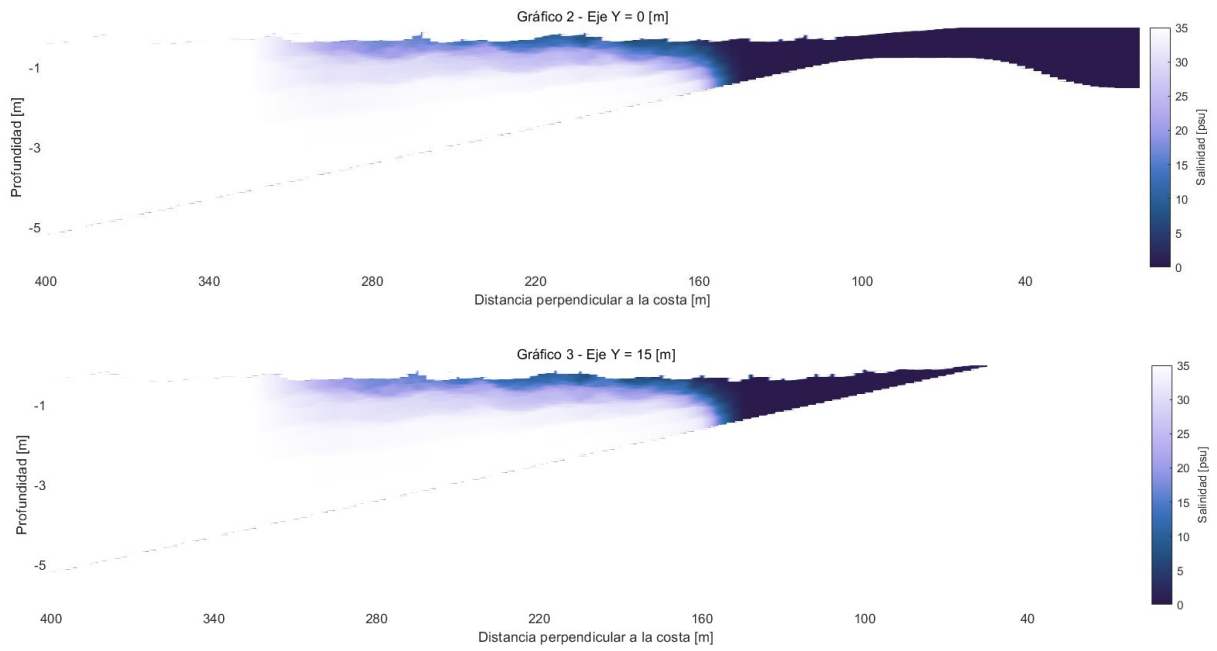 Gráfico 2 - Eje Y = 0 [m]
Profundidad [m]
-1
-3
-5
400 340 280 220 160 100 40
Distancia perpendicular a la costa [m]
35
30
25
20
15
10
5
0
Salinidad [psu]
Gráfico 3 - Eje Y = 15 [m]
Profundidad [m]
-1
-3
-5
400 340 280 220 160 100 40
Distancia perpendicular a la costa [m]
35
30
25
20
15
10
5
0
Salinidad [psu]